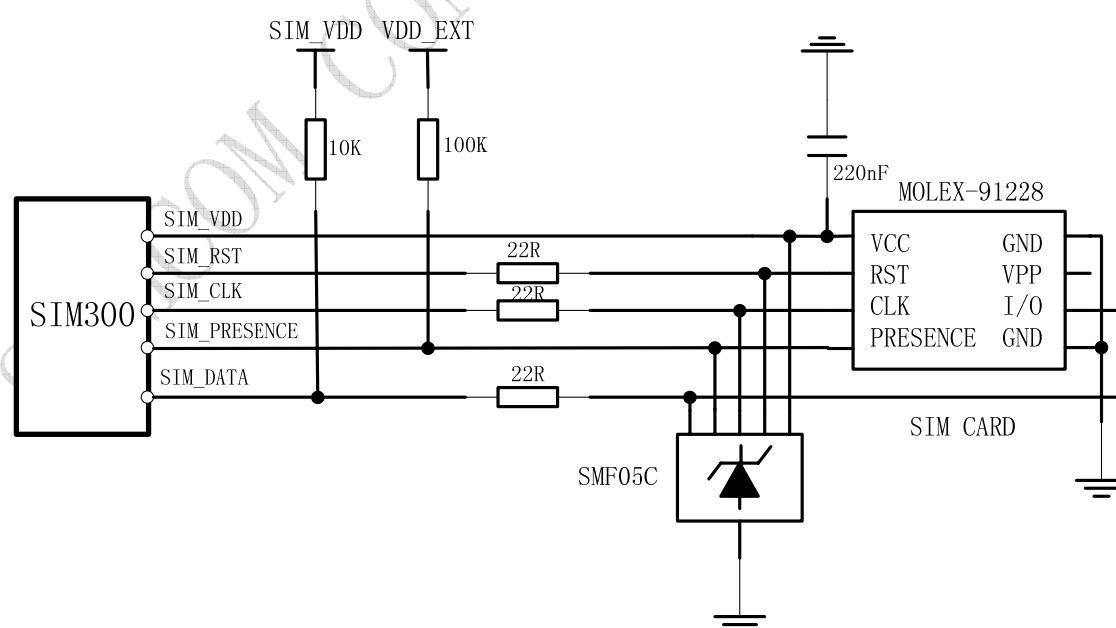 SIM_VDD VDD_EXT
10K
100K
220nF
MOLEX-91228
SIM_VDD
SIM_RST
SIM_CLK
SIM_PRESENCE
SIM_DATA
SIM300
22R
22R
22R
VCC GND
RST VPP
CLK I/O
PRESENCE GND
SIM CARD
SMF05C